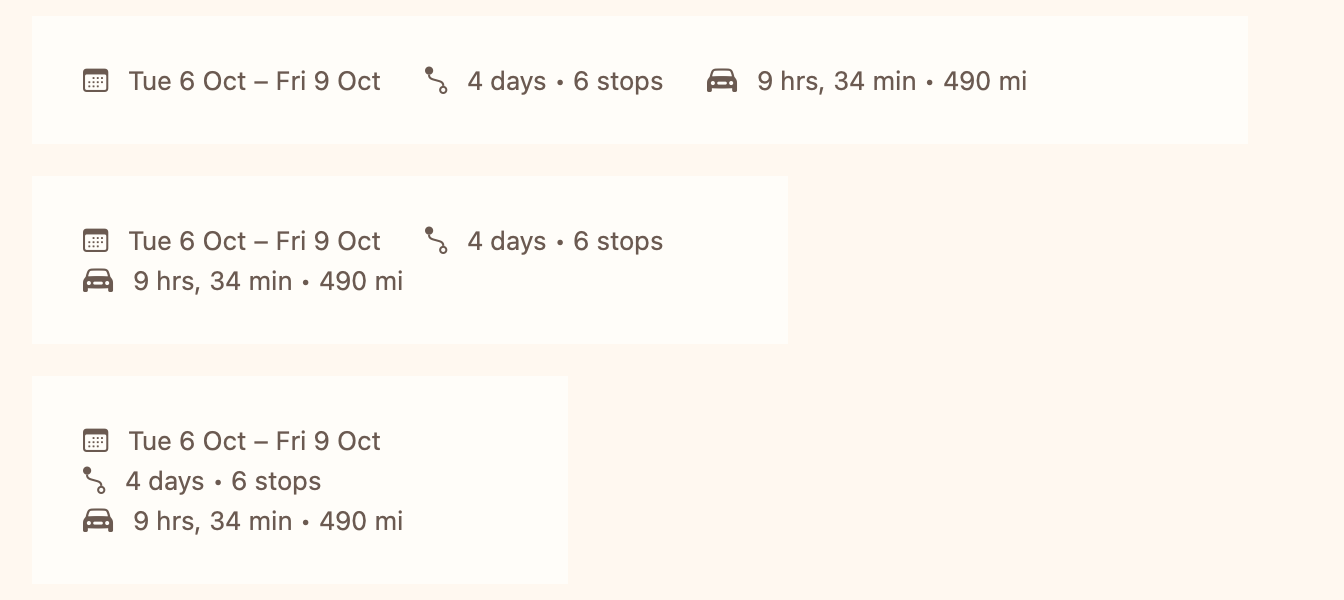 Tue 6 Oct – Fri 9 Oct 4 days • 6 stops 9 hrs, 34 min • 490 mi
Tue 6 Oct – Fri 9 Oct 4 days • 6 stops
9 hrs, 34 min • 490 mi
Tue 6 Oct – Fri 9 Oct
4 days • 6 stops
9 hrs, 34 min • 490 mi